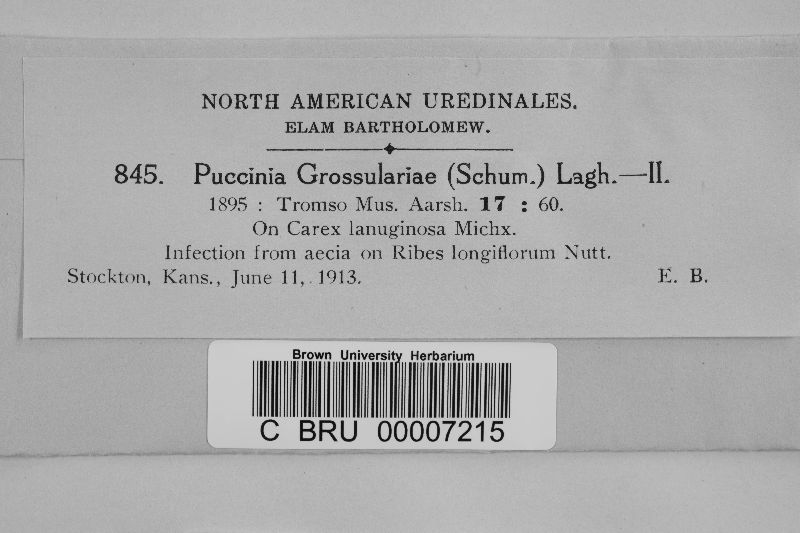 NORTH AMERICAN UREDINALES.
ELAM BARTHOLOMEW.
845. Puccinia Grossulariae (Schum.) Lagh.—II.
1895 : Tromso Mus. Aarsh. 17 : 60.
On Carex lanuginosa Michx.
Infection from aecia on Ribes longiflorum Nutt.
Stockton, Kans., June 11, 1913. E. B.
Brown University Herbarium
C BRU 00007215